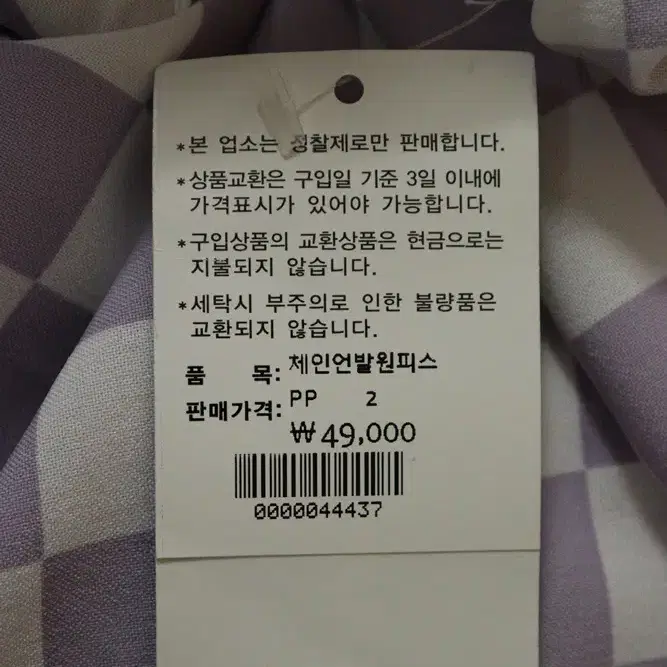 *본 업소는 정찰제로만 판매합니다.
*상품교환은 구입일 기준 3일 이내에
가격표시가 있어야 가능합니다.
*구입상품의 교환상품은 현금으로는
지불되지 않습니다.
*세탁시 부주의로 인한 불량품은
교환되지 않습니다.
품 목: 체인언발원피스
판매가격: PP 2
₩49,000
0000044437